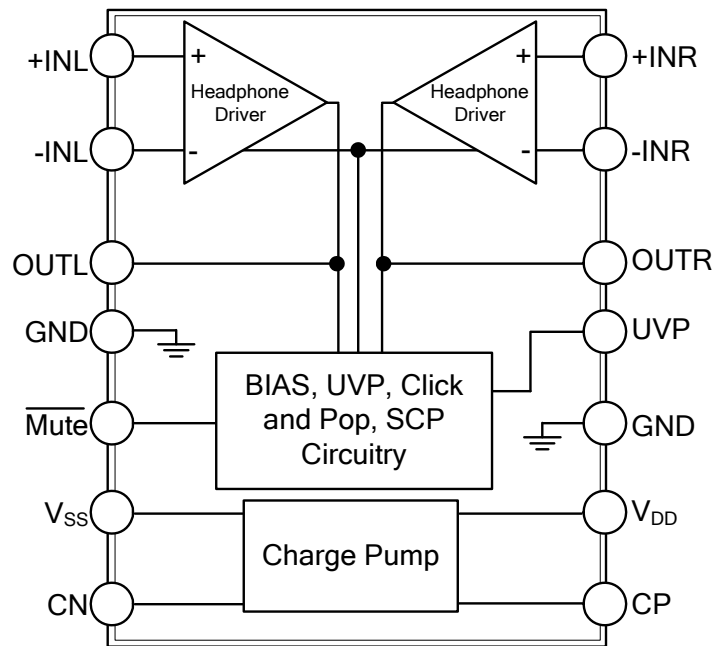 +INL
+
Headphone
Driver
-
-INL
+
Headphone
Driver
-
+INR
-INR
OUTL
OUTR
GND
UVP
Mute
BIAS, UVP, Click
and Pop, SCP
Circuitry
GND
VSS
VDD
Charge Pump
CN
CP